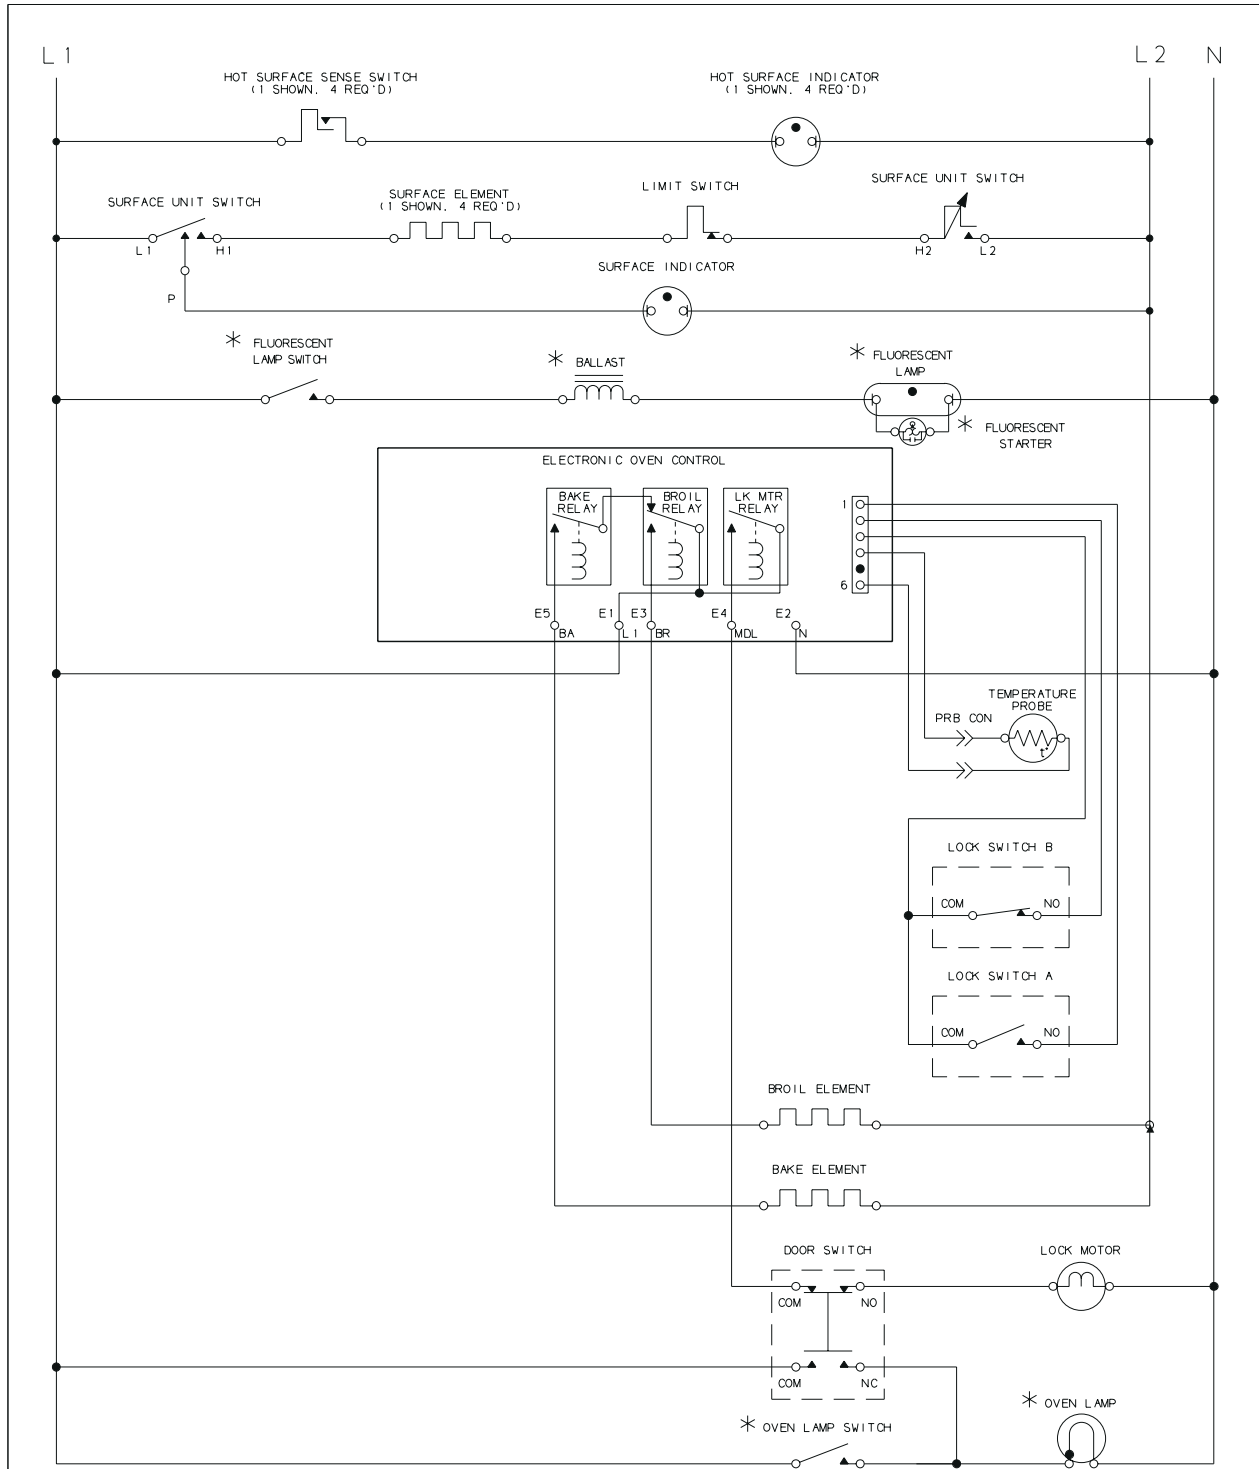 L1
L2
N
HOT SURFACE SENSE SWITCH
(1 SHOWN, 4 REQ'D)
HOT SURFACE INDICATOR
(1 SHOWN, 4 REQ'D)
SURFACE UNIT SWITCH
SURFACE ELEMENT
(1 SHOWN, 4 REQ'D)
LIMIT SWITCH
SURFACE UNIT SWITCH
L1
H1
H2
L2
P
SURFACE INDICATOR
* FLUORESCENT
LAMP SWITCH
* BALLAST
* FLUORESCENT
LAMP
* FLUORESCENT
STARTER
ELECTRONIC OVEN CONTROL
BAKE
RELAY
BROIL
RELAY
LK MTR
RELAY
1
6
E5
E1
E3
E4
E2
BA
L1
BR
MDL
N
TEMPERATURE
PROBE
PRB CON
t°
LOCK SWITCH B
COM
NO
LOCK SWITCH A
COM
NO
BROIL ELEMENT
BAKE ELEMENT
DOOR SWITCH
LOCK MOTOR
COM
NO
COM
NC
* OVEN LAMP SWITCH
* OVEN LAMP